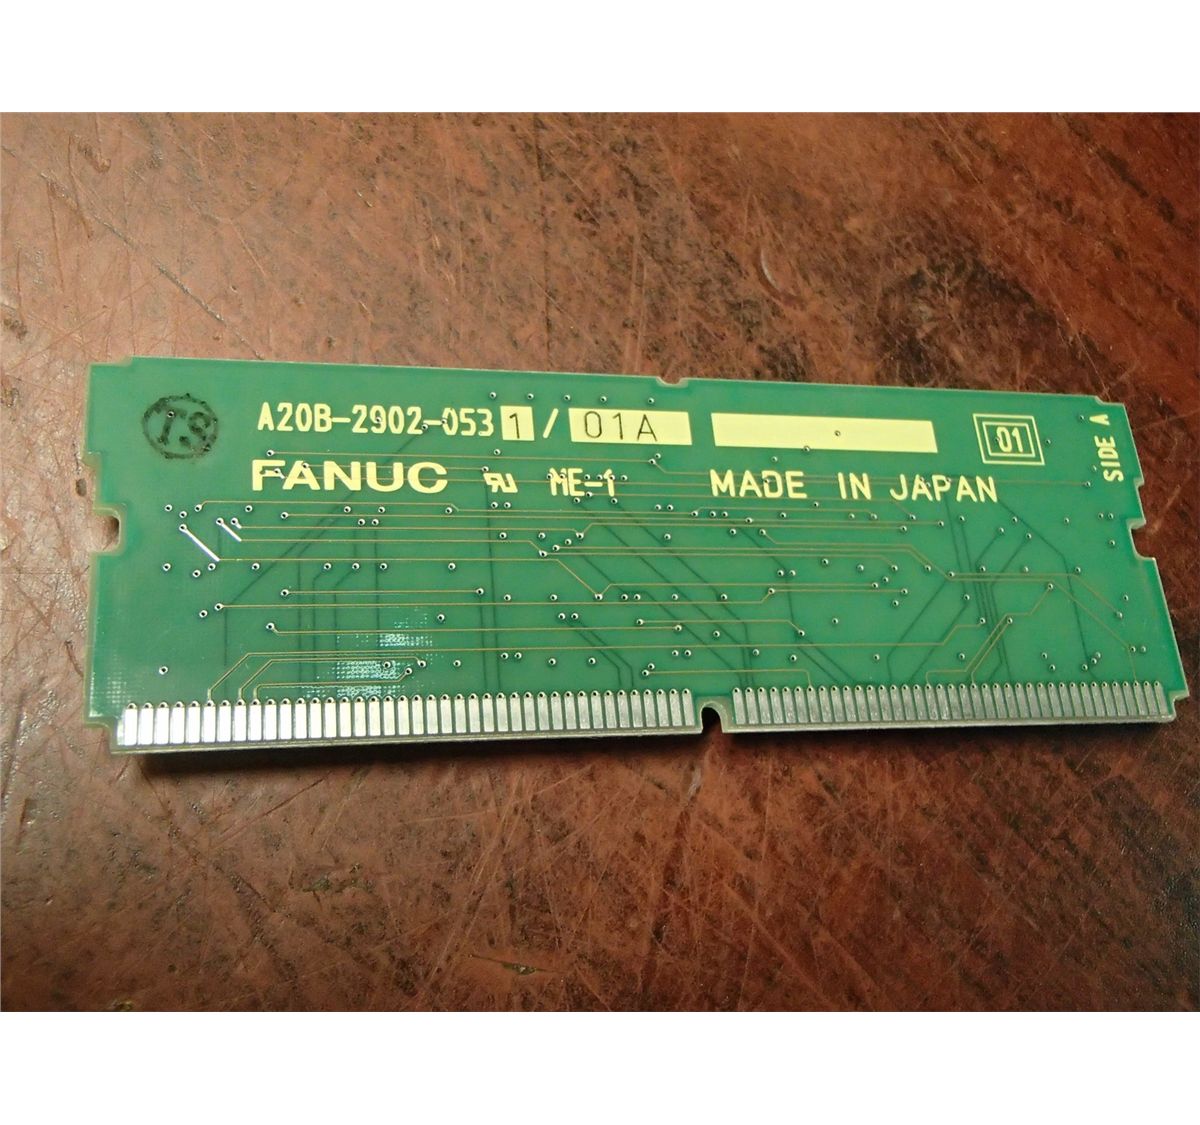 TS
A20B-2902-0531/01A
FANUC ME-1 MADE IN JAPAN
01
SIDE A